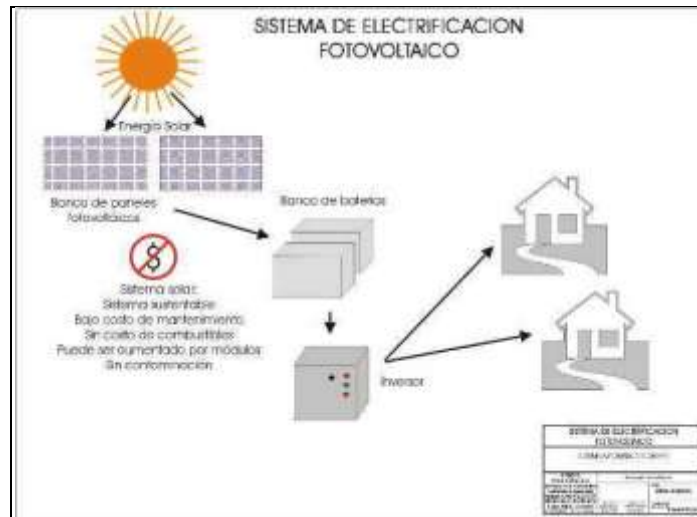 SISTEMA DE ELECTRIFICACION
FOTOVOLTAICO
Energía Solar
Banco de paneles
fotovoltaicos
Banco de baterías
Sistema solar
Sistema sustentable
Bajo costo de mantenimiento
Sin costo de combustibles
Puede ser aumentado por módulos
Sin contaminación
Inversor
SISTEMA DE ELECTRIFICACION
FOTOVOLTAICO